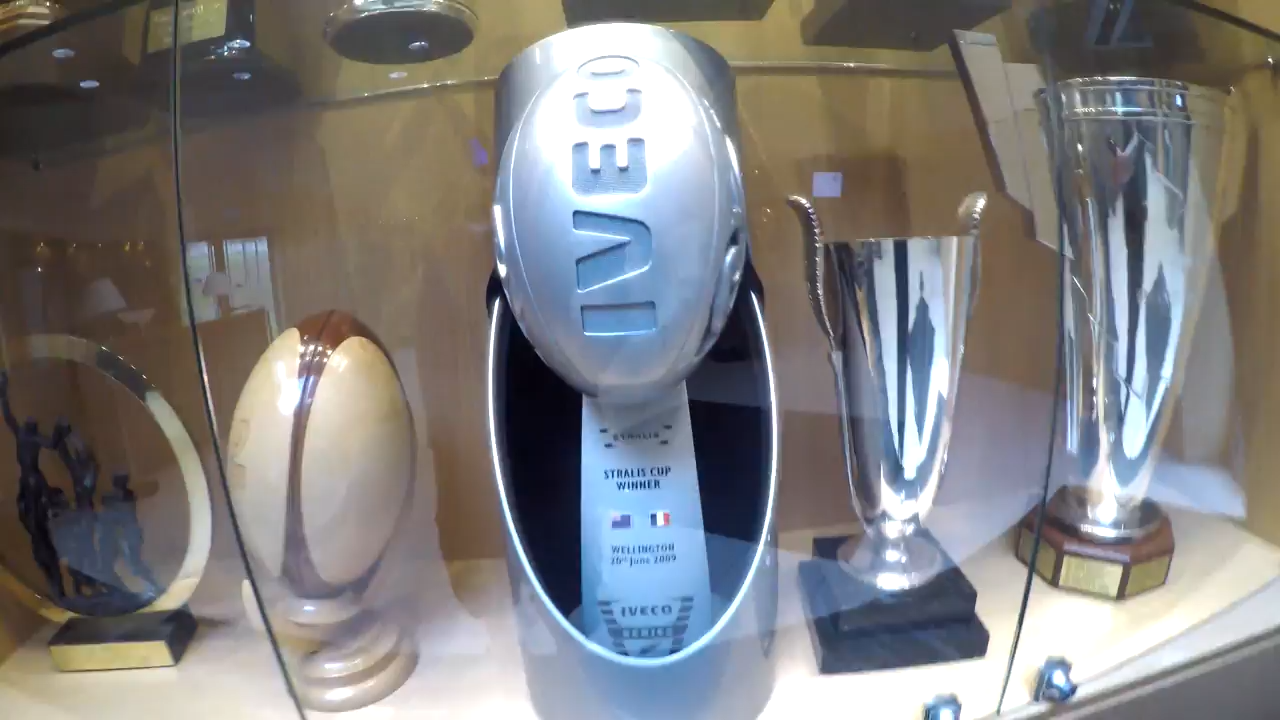 IVECO
STRALIS
STRALIS CUP
WINNER
WELLINGTON
20th June 2009
IVECO
SERIES